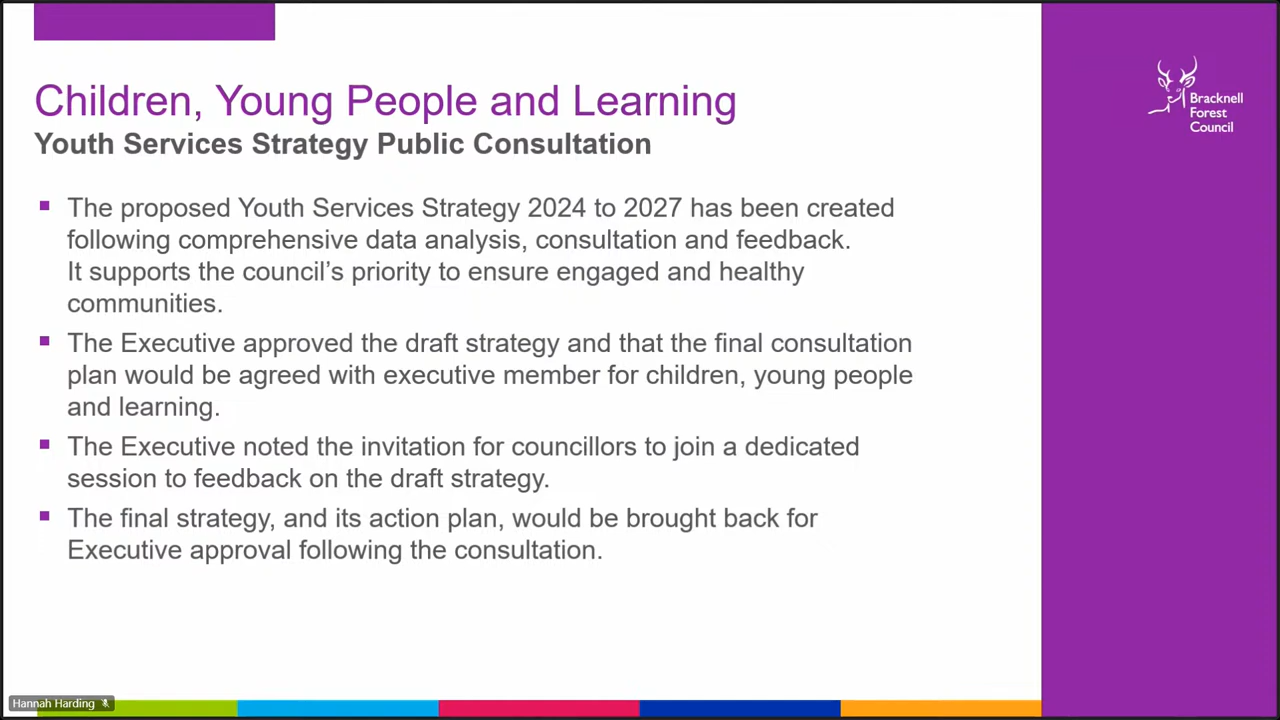 Children, Young People and Learning
Youth Services Strategy Public Consultation
The proposed Youth Services Strategy 2024 to 2027 has been created
following comprehensive data analysis, consultation and feedback.
It supports the council’s priority to ensure engaged and healthy
communities.
The Executive approved the draft strategy and that the final consultation
plan would be agreed with executive member for children, young people
and learning.
The Executive noted the invitation for councillors to join a dedicated
session to feedback on the draft strategy.
The final strategy, and its action plan, would be brought back for
Executive approval following the consultation.
Bracknell
Forest
Council
Hannah Harding